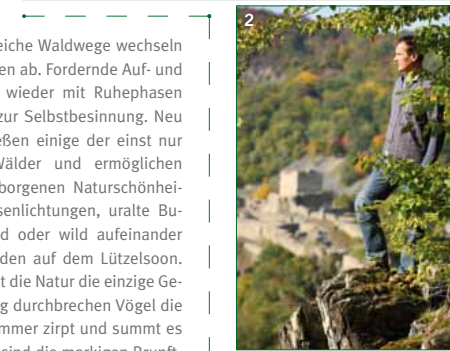 eiche Waldwege wechseln
en ab. Fordernde Auf- und
wieder mit Ruhephasen
zur Selbstbesinnung. Neu
eßen einige der einst nur
Wälder und ermöglichen
borgenen Naturschönhei-
senlichtungen, uralte Bu-
d oder wild aufeinander
den auf dem Lützelsoon.
t die Natur die einzige Ge-
g durchbrechen Vögel die
mmer zirpt und summt es
sind die markigen Brunft-
2